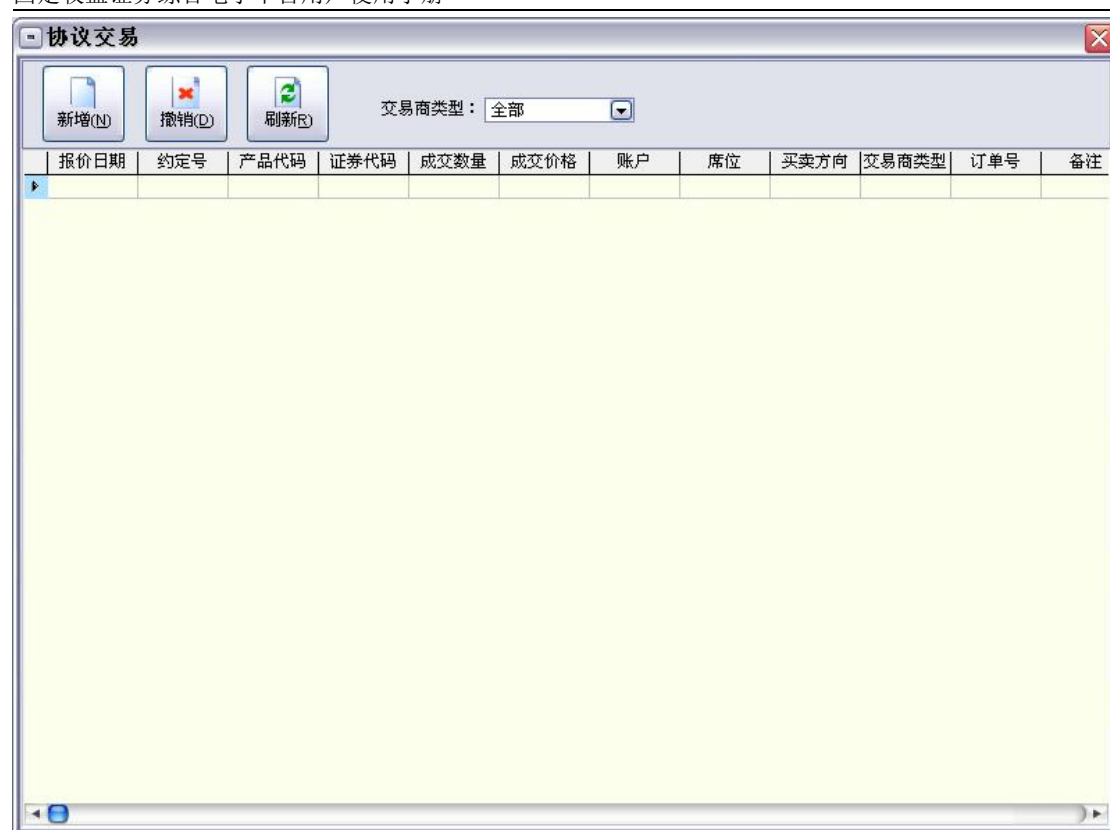 协议交易
新增(N) 撤销(D) 刷新(R) 交易商类型： 全部
报价日期 约定号 产品代码 证券代码 成交数量 成交价格 账户 席位 买卖方向 交易商类型 订单号 备注